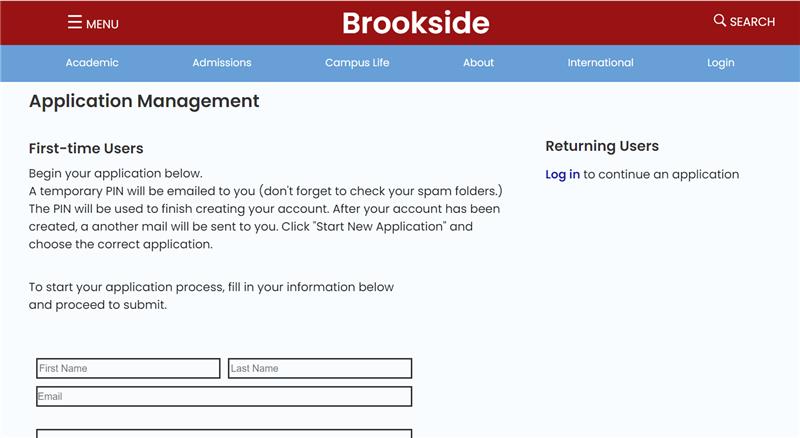 MENU
Brookside
SEARCH
Academic
Admissions
Campus Life
About
International
Login
Application Management
First-time Users
Begin your application below.
A temporary PIN will be emailed to you (don't forget to check your spam folders.)
The PIN will be used to finish creating your account. After your account has been
created, a another mail will be sent to you. Click "Start New Application" and
choose the correct application.
To start your application process, fill in your information below
and proceed to submit.
First Name
Last Name
Email
Returning Users
Log in to continue an application